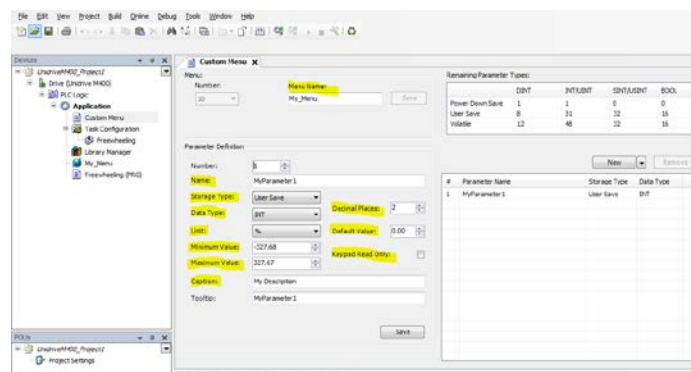 File Edit View Project Build Online Debug Tools Window Help
Devices
UnidriveM400_Project1
Drive (Unidrive M400)
PLC Logic
Application
Custom Menu
Task Configuration
Freewheeling
Library Manager
My_Menu
Freewheeling (PRG)
POUs
UnidriveM400_Project1
Project Settings
Custom Menu
Menu:
Number:
Menu Name:
My_Menu
Save
Parameter Definition
Number:
1
Name:
MyParameter1
Storage Type:
User Save
Decimal Places:
2
Data Type:
INT
Unit:
%
Default Value:
0.00
Minimum Value:
-327.68
Keypad Read Only:
Maximum Value:
327.67
Caption:
My Description
Tooltip:
MyParameter1
Save
Remaining Parameter Types:
DINT INT/UINT SINT/USINT BOOL
Power Down Save 1 1 0 0
User Save 8 31 32 16
Volatile 12 48 32 16
New Remove
# Parameter Name Storage Type Data Type
1 MyParameter1 User Save INT